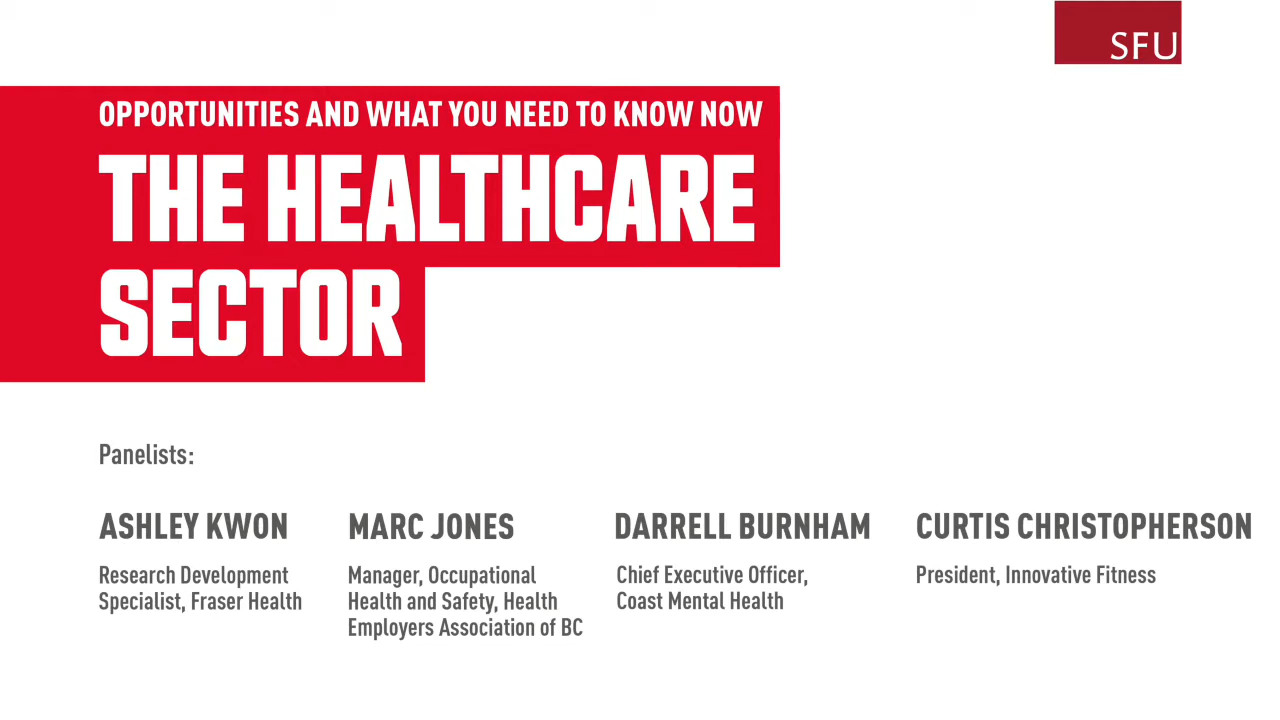 SFU
OPPORTUNITIES AND WHAT YOU NEED TO KNOW NOW
THE HEALTHCARE
SECTOR
Panelists:
ASHLEY KWON
Research Development
Specialist, Fraser Health
MARC JONES
Manager, Occupational
Health and Safety, Health
Employers Association of BC
DARRELL BURNHAM
Chief Executive Officer,
Coast Mental Health
CURTIS CHRISTOPHERSON
President, Innovative Fitness